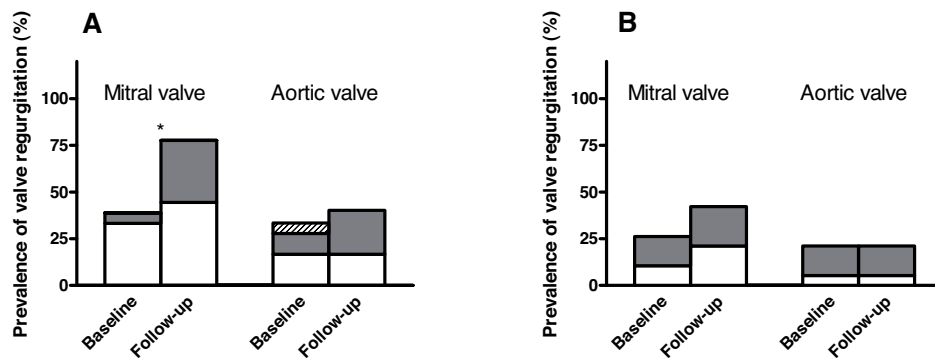 A
Prevalence of valve regurgitation (%)
Mitral valve
Aortic valve
*
100
75
50
25
0
Baseline
Follow-up
Baseline
Follow-up
B
Prevalence of valve regurgitation (%)
Mitral valve
Aortic valve
100
75
50
25
0
Baseline
Follow-up
Baseline
Follow-up